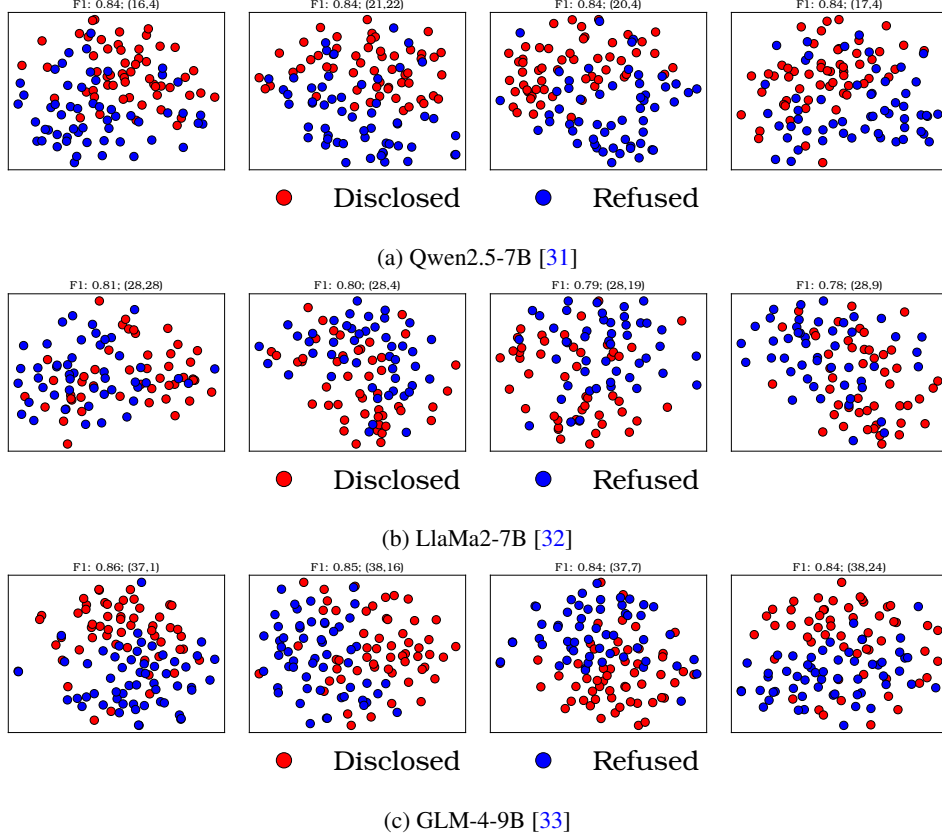 F1: 0.84; (16,4) F1: 0.84; (21,22) F1: 0.84; (20,4) F1: 0.84; (17,4)
Disclosed Refused
(a) Qwen2.5-7B [31]
F1: 0.81; (28,28) F1: 0.80; (28,4) F1: 0.79; (28,19) F1: 0.78; (28,9)
Disclosed Refused
(b) LlaMa2-7B [32]
F1: 0.86; (37,1) F1: 0.85; (38,16) F1: 0.84; (37,7) F1: 0.84; (38,24)
Disclosed Refused
(c) GLM-4-9B [33]